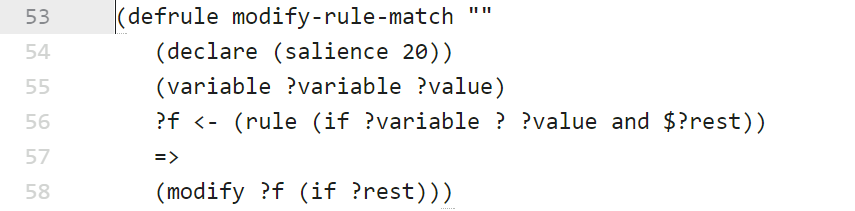 53 (defrule modify-rule-match ""
54 (declare (salience 20))
55 (variable ?variable ?value)
56 ?f <- (rule (if ?variable ? ?value and $?rest))
57 =>
58 (modify ?f (if ?rest)))